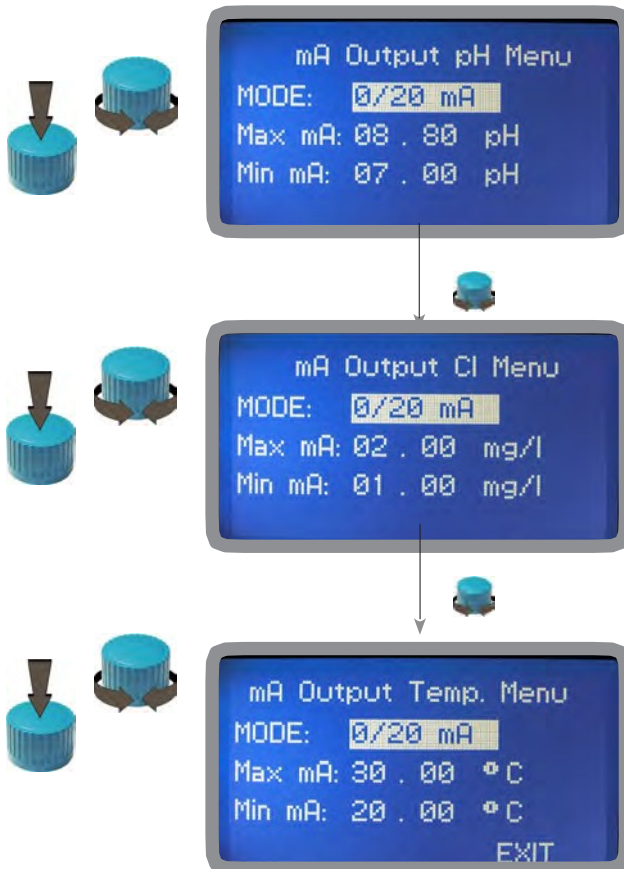 mA Output pH Menu
MODE: 0/20 mA
Max mA: 08 . 80 pH
Min mA: 07 . 00 pH
mA Output Cl Menu
MODE: 0/20 mA
Max mA: 02 . 00 mg/l
Min mA: 01 . 00 mg/l
mA Output Temp. Menu
MODE: 0/20 mA
Max mA: 30 . 00 °C
Min mA: 20 . 00 °C
EXIT